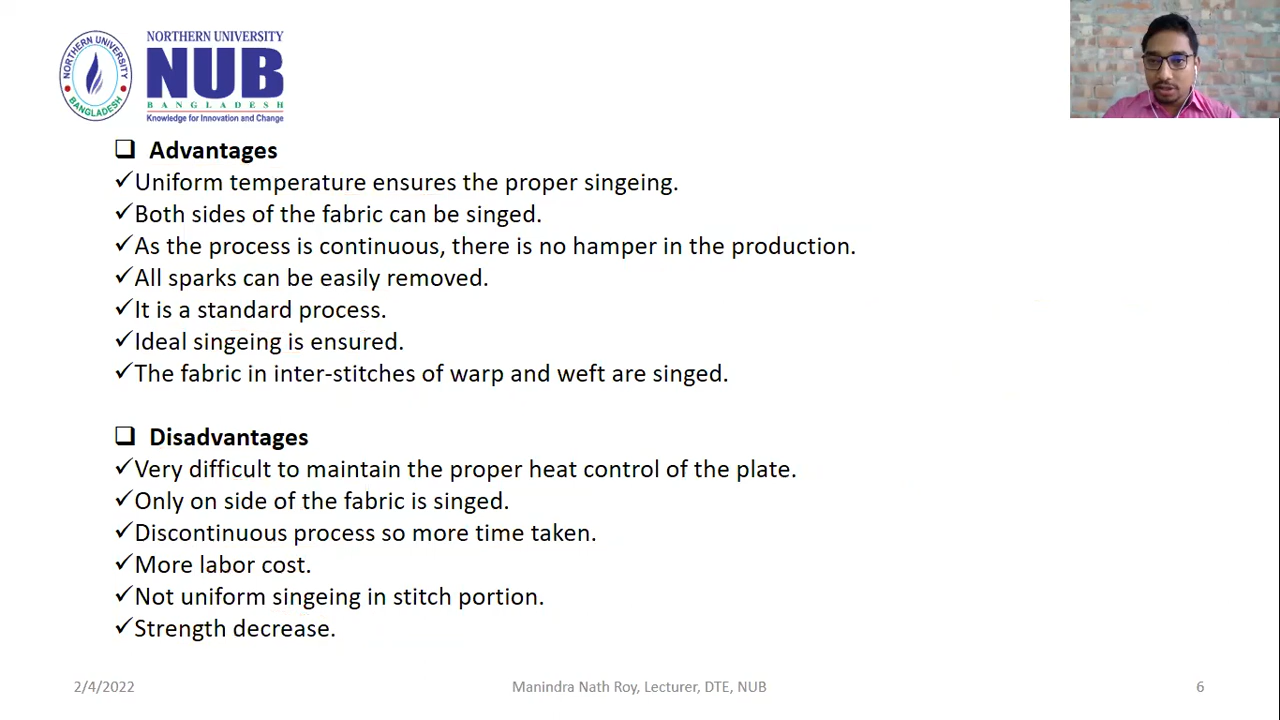 NORTHERN UNIVERSITY
NUB
BANGLADESH
Knowledge for Innovation and Change
NORTHERN UNIVERSITY
BANGLADESH
❑ Advantages
✓Uniform temperature ensures the proper singeing.
✓Both sides of the fabric can be singed.
✓As the process is continuous, there is no hamper in the production.
✓All sparks can be easily removed.
✓It is a standard process.
✓Ideal singeing is ensured.
✓The fabric in inter-stitches of warp and weft are singed.
❑ Disadvantages
✓Very difficult to maintain the proper heat control of the plate.
✓Only on side of the fabric is singed.
✓Discontinuous process so more time taken.
✓More labor cost.
✓Not uniform singeing in stitch portion.
✓Strength decrease.
2/4/2022
Manindra Nath Roy, Lecturer, DTE, NUB
6